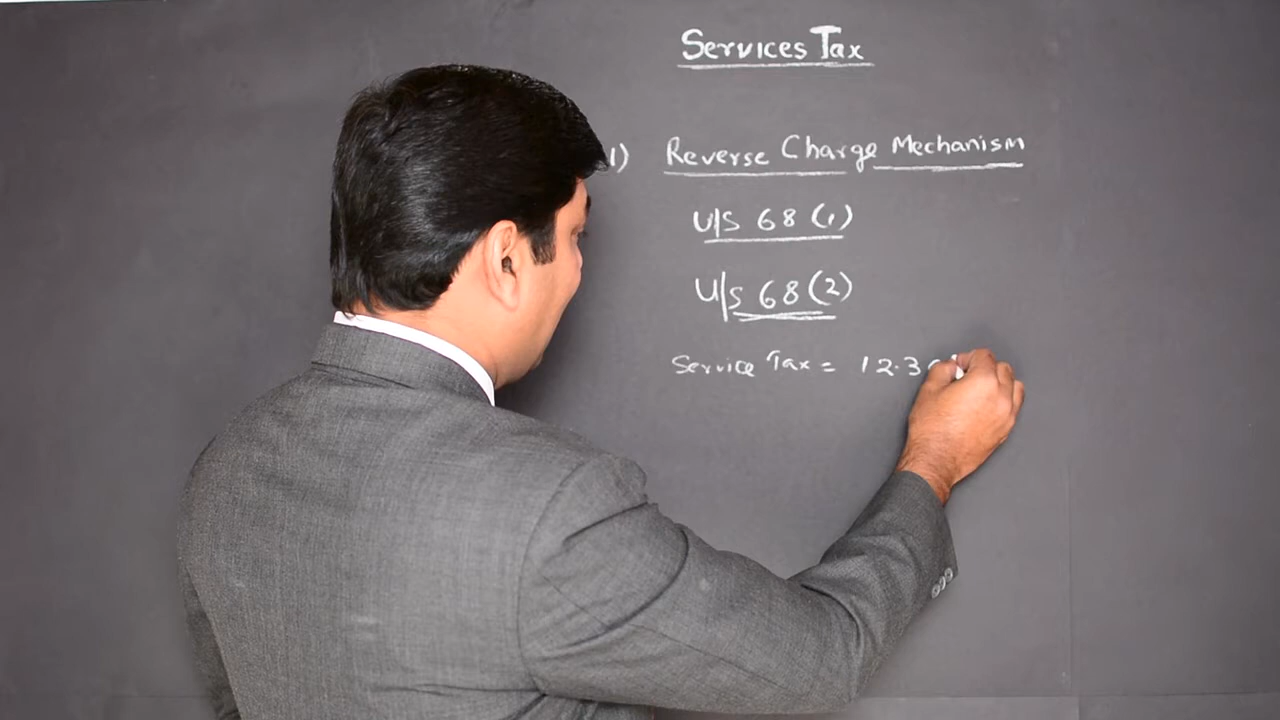 Services Tax
1) Reverse Charge Mechanism
U/S 68 (1)
U/S 68 (2)
Service Tax = 12.3